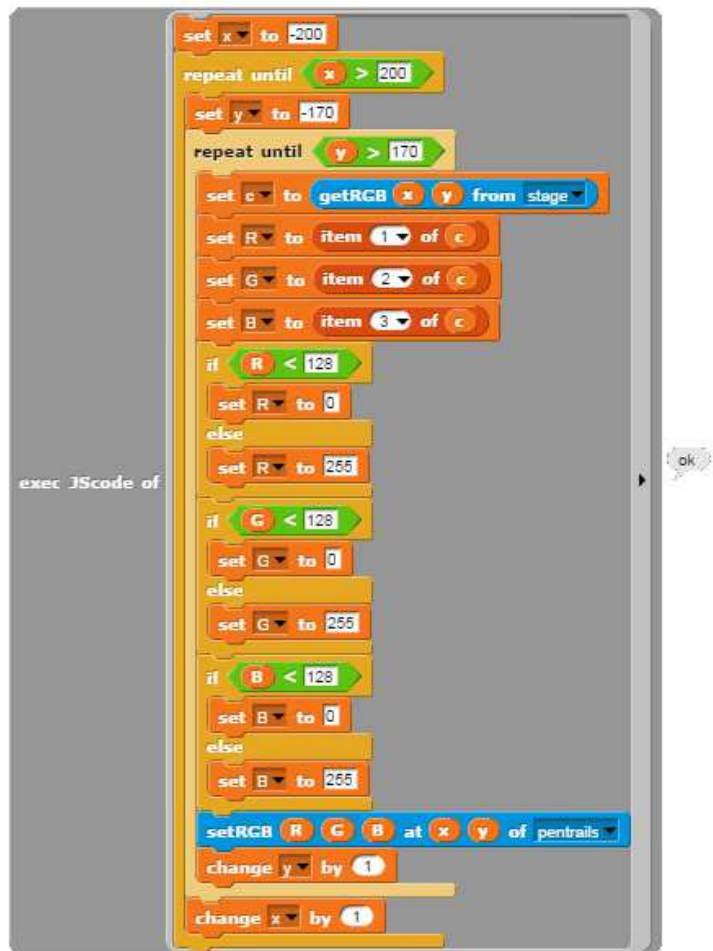 set x to -200
repeat until x > 200
set y to -170
repeat until y > 170
set c to getRGB x y from stage
set R to item 1 of c
set G to item 2 of c
set B to item 3 of c
if R < 128
set R to 0
else
set R to 255
exec JScode of
ok
if G < 128
set G to 0
else
set G to 255
if B < 128
set B to 0
else
set B to 255
setRGB R G B at x y of pentrails
change y by 1
change x by 1